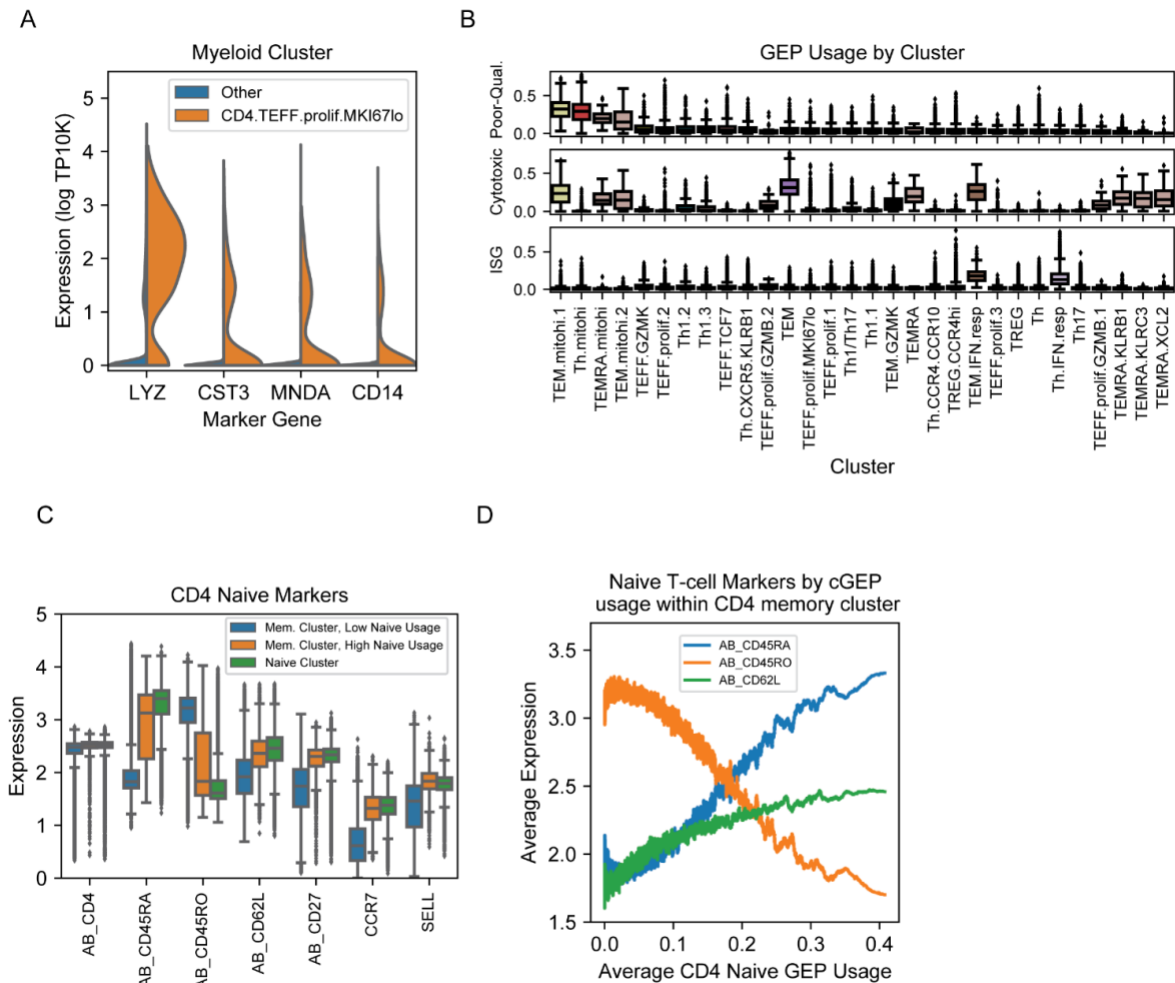 A
Myeloid Cluster
Other
CD4.TEFF.prolif.MKI67lo
Expression (log TP10K)
5
4
3
2
1
0
LYZ CST3 MNDA CD14
Marker Gene
B
GEP Usage by Cluster
Poor-Qual.
0.5
0.0
Cytotoxic
0.5
0.0
ISG
0.5
0.0
TEM.mitohi.1
Th.mitohi
TEMRA.mitohi
TEM.mitohi.2
TEFF.GZMK
TEFF.prolif.2
Th1.2
Th1.3
TEFF.TCF7
Th.CXCR5.KLRB1
TEFF.prolif.GZMB.2
TEM
TEFF.prolif.MKI67lo
TEFF.prolif.1
Th1/Th17
Th1.1
TEM.GZMK
TEMRA
Th.CCR4.CCR10
TREG.CCR4hi
TEM.IFN.resp
TEFF.prolif.3
TREG
Th
Th.IFN.resp
Th17
TEFF.prolif.GZMB.1
TEMRA.KLRB1
TEMRA.KLRC3
TEMRA.XCL2
Cluster
C
CD4 Naive Markers
Mem. Cluster, Low Naive Usage
Mem. Cluster, High Naive Usage
Naive Cluster
Expression
5
4
3
2
1
0
AB_CD4
AB_CD45RA
AB_CD45RO
AB_CD62L
AB_CD27
CCR7
SELL
D
Naive T-cell Markers by cGEP
usage within CD4 memory cluster
AB_CD45RA
AB_CD45RO
AB_CD62L
Average Expression
3.5
3.0
2.5
2.0
1.5
0.0 0.1 0.2 0.3 0.4
Average CD4 Naive GEP Usage